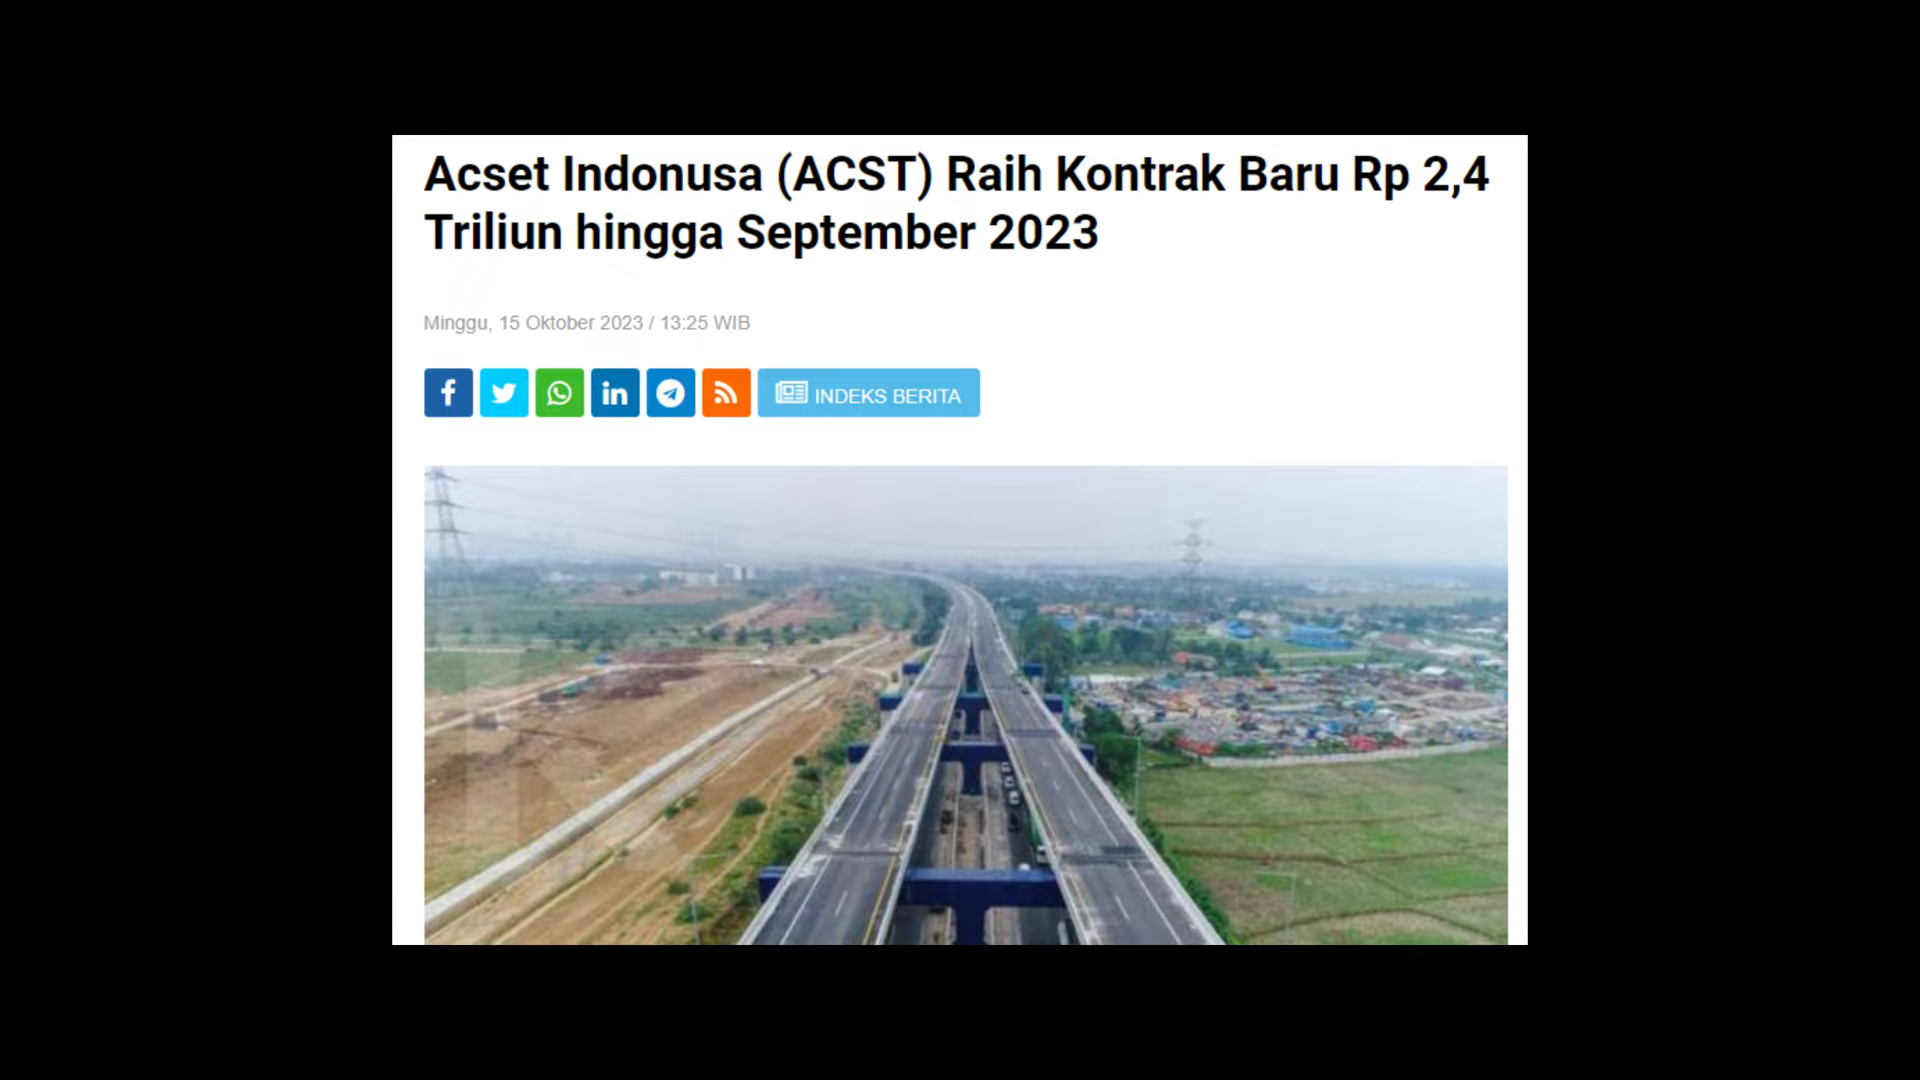 Acset Indonusa (ACST) Raih Kontrak Baru Rp 2,4
Triliun hingga September 2023
Minggu, 15 Oktober 2023 / 13:25 WIB
INDEKS BERITA